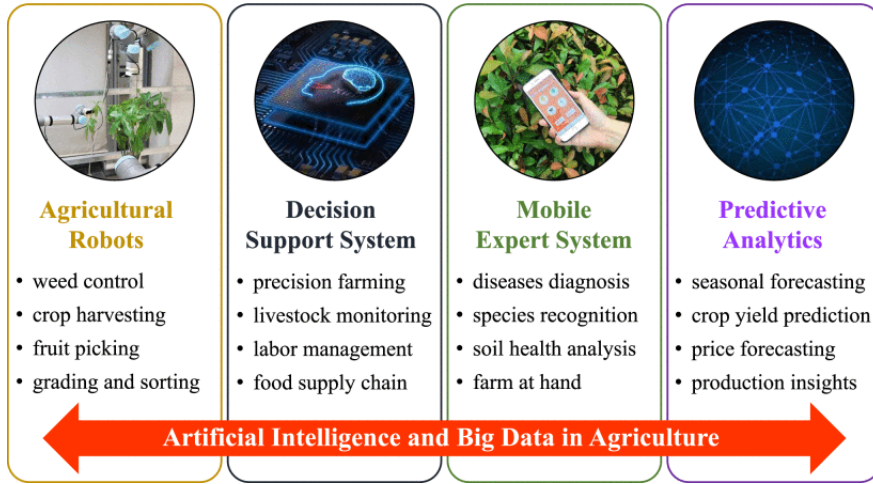 Agricultural
Robots
• weed control
• crop harvesting
• fruit picking
• grading and sorting
Decision
Support System
• precision farming
• livestock monitoring
• labor management
• food supply chain
Mobile
Expert System
• diseases diagnosis
• species recognition
• soil health analysis
• farm at hand
Predictive
Analytics
• seasonal forecasting
• crop yield prediction
• price forecasting
• production insights
Artificial Intelligence and Big Data in Agriculture